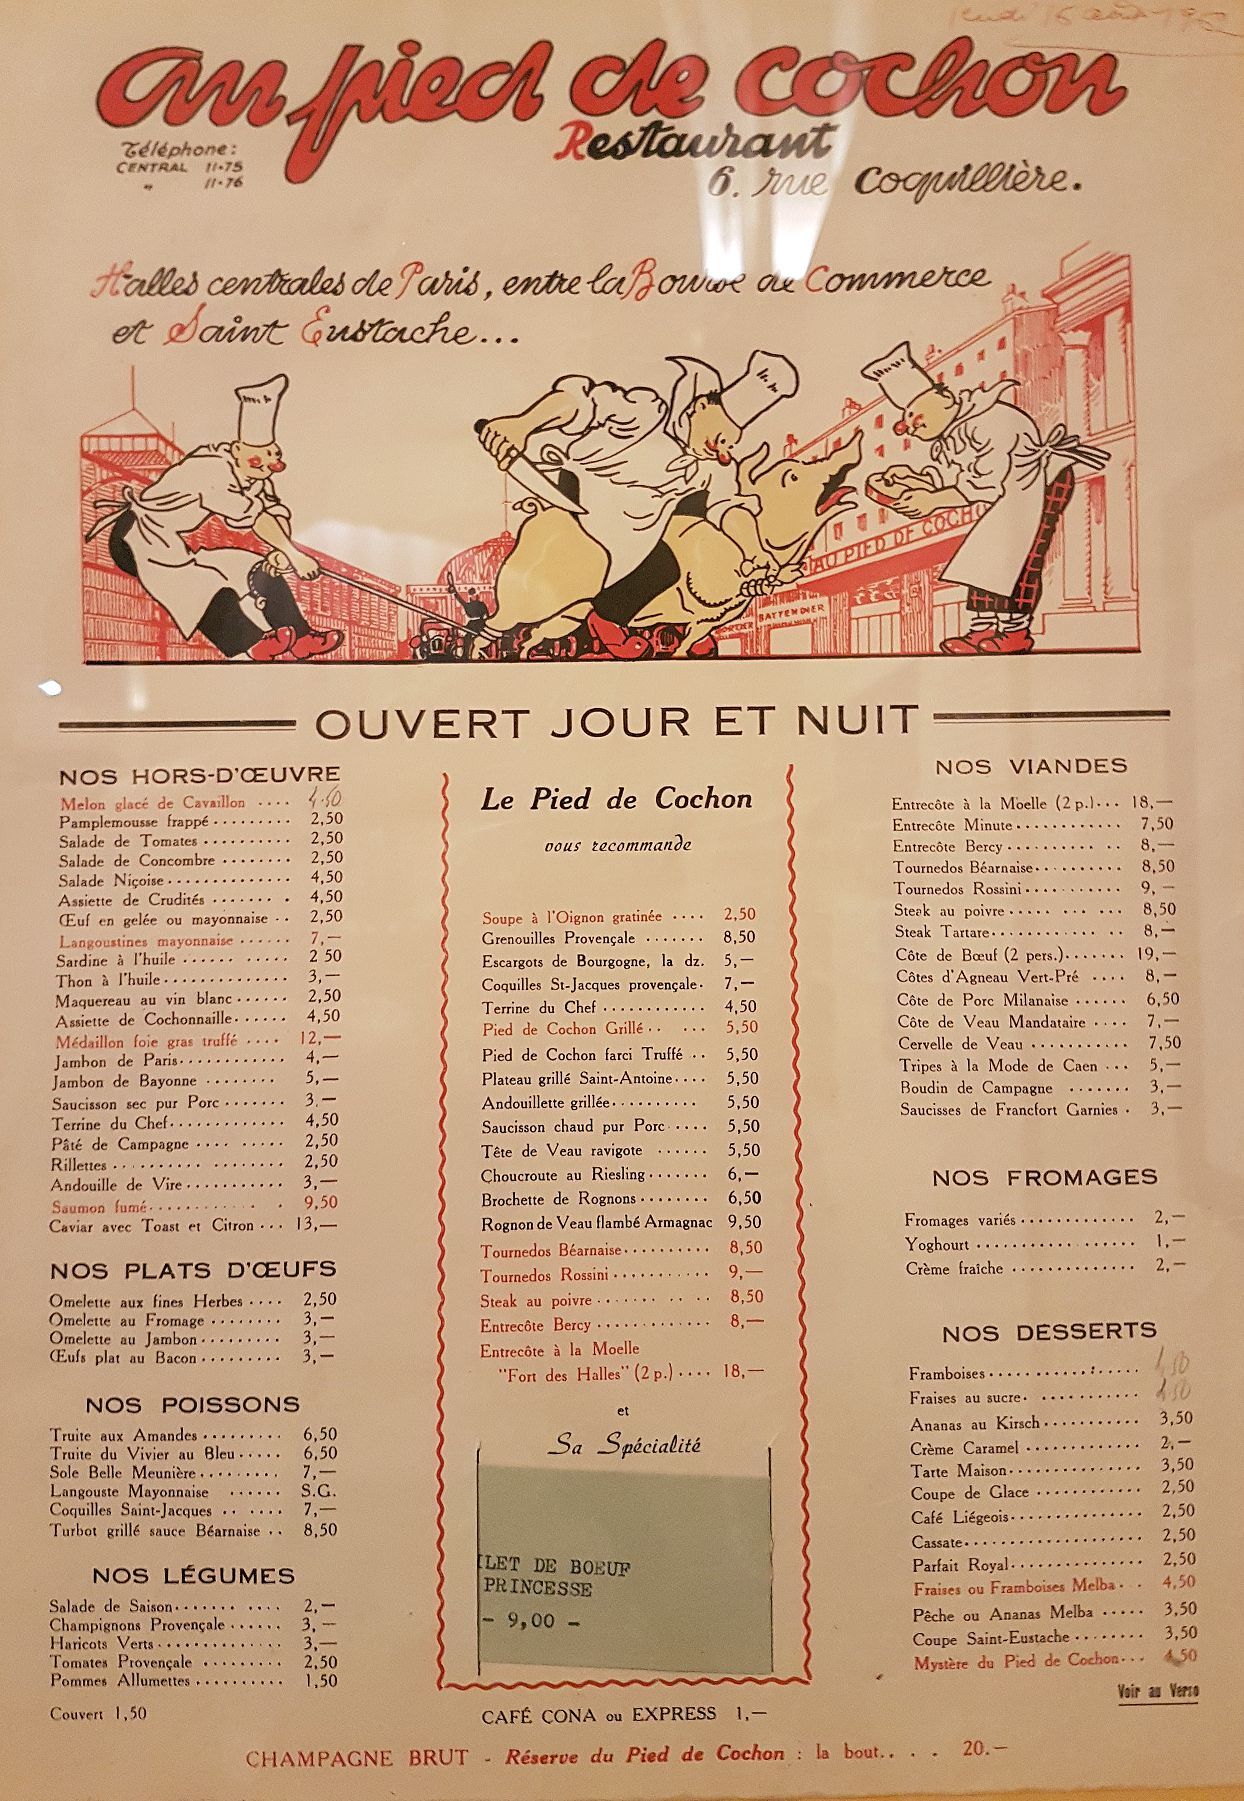 Jeudi 16
au pied de cochon
Restaurant
Téléphone:
CENTRAL 11-75
" 11-76
6. rue Coquillière.
Halles centrales de Paris, entre la Bourse de Commerce
et Saint Eustache...
AU PIED DE COCHO
BATTENDIER
OUVERT JOUR ET NUIT
NOS HORS-D'ŒUVRE
Melon glacé de Cavaillon .... 4.50
Pamplemousse frappé ......... 2,50
Salade de Tomates .......... 2,50
Salade de Concombre ........ 2,50
Salade Niçoise .............. 4,50
Assiette de Crudités ....... . 4,50
Œuf en gelée ou mayonnaise .. 2,50
Langoustines mayonnaise ...... 7,—
Sardine à l'huile ...... ..... 2 50
Thon à l'huile .............. 3,—
Maquereau au vin blanc ...... 2,50
Assiette de Cochonnaille ...... 4,50
Médaillon foie gras truffé .... 12,—
Jambon de Paris ............ 4,—
Jambon de Bayonne ........ 5,—
Saucisson sec pur Porc ....... 3.—
Terrine du Chef ............. 4,50
Pâté de Campagne .... ..... 2,50
Rillettes .......... ........ 2,50
Andouille de Vire ........... 3,—
Saumon fumé ............ . 9,50
Caviar avec Toast et Citron ... 13,—
NOS PLATS D'ŒUFS
Omelette aux fines Herbes .... 2,50
Omelette au Fromage ........ 3,—
Omelette au Jambon ......... 3,—
Œufs plat au Bacon ......... 3,—
NOS POISSONS
Truite aux Amandes ......... 6,50
Truite du Vivier au Bleu ..... 6,50
Sole Belle Meunière ......... 7,—
Langouste Mayonnaise ...... S.G.
Coquilles Saint-Jacques .. .... 7,—
Turbot grillé sauce Béarnaise .. 8,50
NOS LÉGUMES
Salade de Saison ....... .... 2,—
Champignons Provençale ...... 3,—
Haricots Verts ............. 3,—
Tomates Provençale ......... 2,50
Pommes Allumettes .......... 1,50
Couvert 1,50
Le Pied de Cochon
vous recommande
Soupe à l'Oignon gratinée .... 2,50
Grenouilles Provençale ....... 8,50
Escargots de Bourgogne, la dz. 5,—
Coquilles St-Jacques provençale. 7,—
Terrine du Chef ............ 4,50
Pied de Cochon Grillé .. ... 5,50
Pied de Cochon farci Truffé .. 5,50
Plateau grillé Saint-Antoine .... 5,50
Andouillette grillée .......... 5,50
Saucisson chaud pur Porc ..... 5,50
Tête de Veau ravigote ...... 5,50
Choucroute au Riesling ....... 6,—
Brochette de Rognons ........ 6,50
Rognon de Veau flambé Armagnac 9,50
Tournedos Béarnaise .......... 8,50
Tournedos Rossini ........... 9,—
Steak au poivre ....... .. .. 8,50
Entrecôte Bercy ............. 8,—
Entrecôte à la Moelle
"Fort des Halles" (2 p.) .... 18,—
et
Sa Spécialité
ILET DE BOEUF
PRINCESSE
- 9,00 -
CAFÉ CONA ou EXPRESS 1,—
NOS VIANDES
Entrecôte à la Moelle (2 p.) ... 18,—
Entrecôte Minute ............ 7,50
Entrecôte Bercy .......... .. 8,—
Tournedos Béarnaise .......... 8,50
Tournedos Rossini ........... 9,—
Steak au poivre ..... ... ... 8,50
Steak Tartare ........... .. 8,—
Côte de Bœuf (2 pers.) ....... 19,—
Côtes d'Agneau Vert-Pré .... 8,—
Côte de Porc Milanaise ...... 6,50
Côte de Veau Mandataire .... 7,—
Cervelle de Veau ........... 7,50
Tripes à la Mode de Caen ... 5,—
Boudin de Campagne ....... 3,—
Saucisses de Francfort Garnies . 3,—
NOS FROMAGES
Fromages variés ............. 2,—
Yoghourt .................. 1,—
Crème fraîche .............. 2,—
NOS DESSERTS
Framboises ................. 4,50
Fraises au sucre. ........... 4,50
Ananas au Kirsch ........... 3,50
Crème Caramel ............. 2,—
Tarte Maison ............... 3,50
Coupe de Glace ............ 2,50
Café Liégeois ............... 2,50
Cassate .................... 2,50
Parfait Royal ............... 2,50
Fraises ou Framboises Melba ... 4,50
Pêche ou Ananas Melba ..... 3,50
Coupe Saint-Eustache ........ 3,50
Mystère du Pied de Cochon ... 4,50
Voir au Verso
CHAMPAGNE BRUT - Réserve du Pied de Cochon : la bout.. . . 20.—